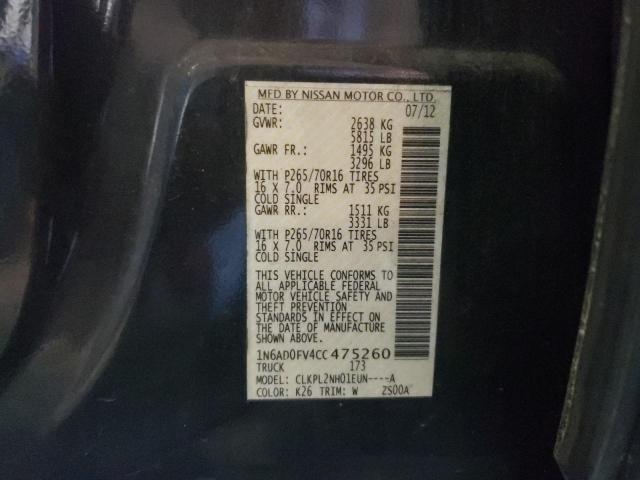 MFD BY NISSAN MOTOR CO., LTD.
DATE: 07/12
GVWR: 2638 KG
5815 LB
GAWR FR.: 1495 KG
3296 LB
WITH P265/70R16 TIRES
16 X 7.0 RIMS AT 35 PSI
COLD SINGLE
GAWR RR.: 1511 KG
3331 LB
WITH P265/70R16 TIRES
16 X 7.0 RIMS AT 35 PSI
COLD SINGLE
THIS VEHICLE CONFORMS TO
ALL APPLICABLE FEDERAL
MOTOR VEHICLE SAFETY AND
THEFT PREVENTION
STANDARDS IN EFFECT ON
THE DATE OF MANUFACTURE
SHOWN ABOVE.
1N6AD0FV4CC475260
TRUCK 173
MODEL: CLKPL2NH01EUN----A
COLOR: K26 TRIM: W ZS00A